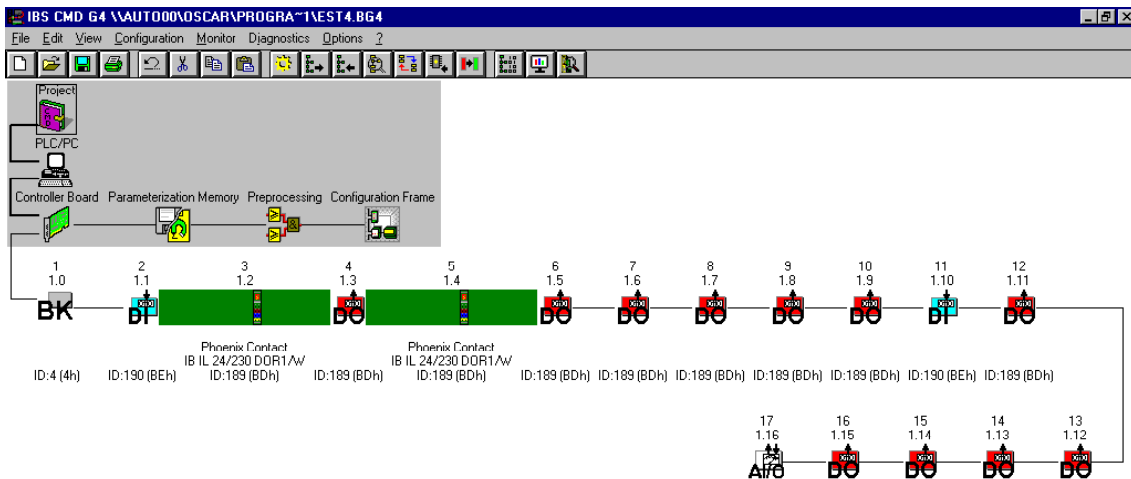 IBS CMD G4 \\AUTO00\OSCAR\PROGRA~1\EST4.BG4
File Edit View Configuration Monitor Diagnostics Options ?
Project
PLC/PC
Controller Board Parameterization Memory Preprocessing Configuration Frame
1 2 3 4 5 6 7 8 9 10 11 12
1.0 1.1 1.2 1.3 1.4 1.5 1.6 1.7 1.8 1.9 1.10 1.11
BK DI DO DO DO DO DO DO DI DO
Phoenix Contact Phoenix Contact
IB IL 24/230 DOR1/W IB IL 24/230 DOR1/W
ID:4 (4h) ID:190 (BEh) ID:189 (BDh) ID:189 (BDh) ID:189 (BDh) ID:189 (BDh) ID:189 (BDh) ID:189 (BDh) ID:189 (BDh) ID:189 (BDh) ID:190 (BEh) ID:189 (BDh)
17 16 15 14 13
1.16 1.15 1.14 1.13 1.12
AI/O DO DO DO DO